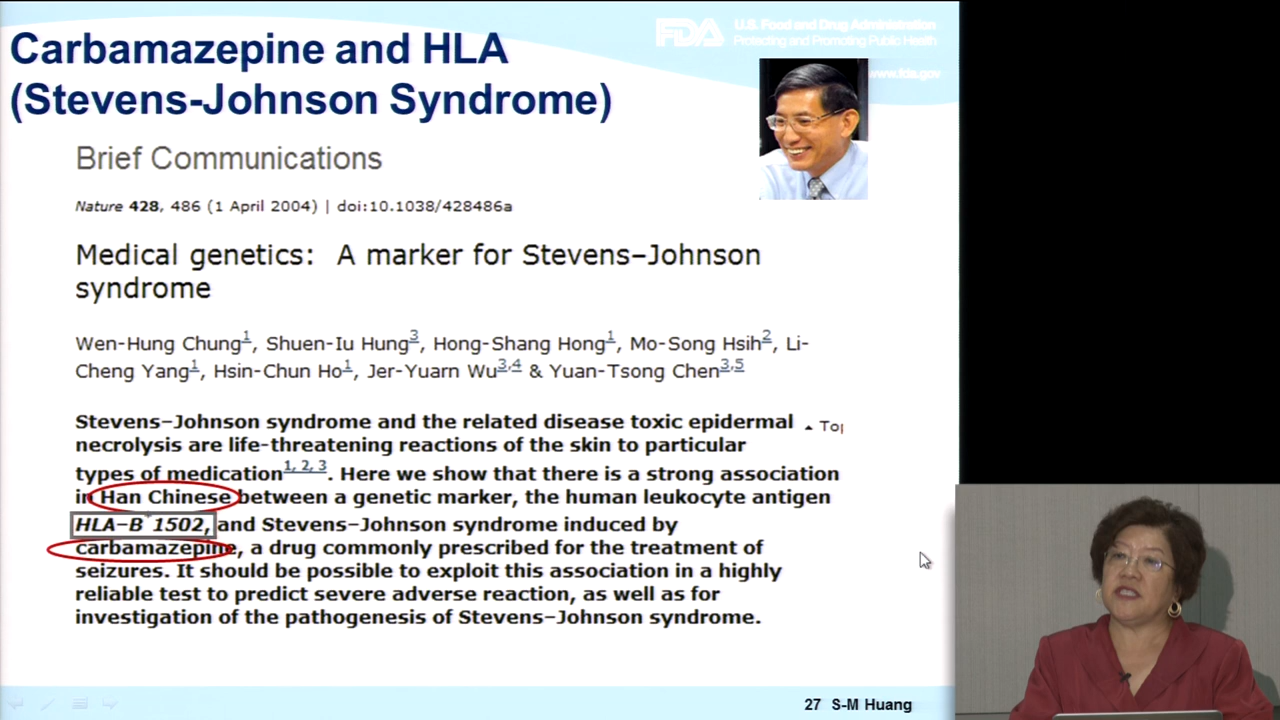 Carbamazepine and HLA
(Stevens-Johnson Syndrome)
FDA U.S. Food and Drug Administration
Protecting and Promoting Public Health
www.fda.gov
Brief Communications
Nature 428, 486 (1 April 2004) | doi:10.1038/428486a
Medical genetics: A marker for Stevens–Johnson
syndrome
Wen-Hung Chung1, Shuen-Iu Hung3, Hong-Shang Hong1, Mo-Song Hsih2, Li-
Cheng Yang1, Hsin-Chun Ho1, Jer-Yuarn Wu3,4 & Yuan-Tsong Chen3,5
Stevens–Johnson syndrome and the related disease toxic epidermal
Top
necrolysis are life-threatening reactions of the skin to particular
types of medication1, 2, 3. Here we show that there is a strong association
in Han Chinese between a genetic marker, the human leukocyte antigen
HLA–B*1502, and Stevens–Johnson syndrome induced by
carbamazepine, a drug commonly prescribed for the treatment of
seizures. It should be possible to exploit this association in a highly
reliable test to predict severe adverse reaction, as well as for
investigation of the pathogenesis of Stevens–Johnson syndrome.
27 S-M Huang